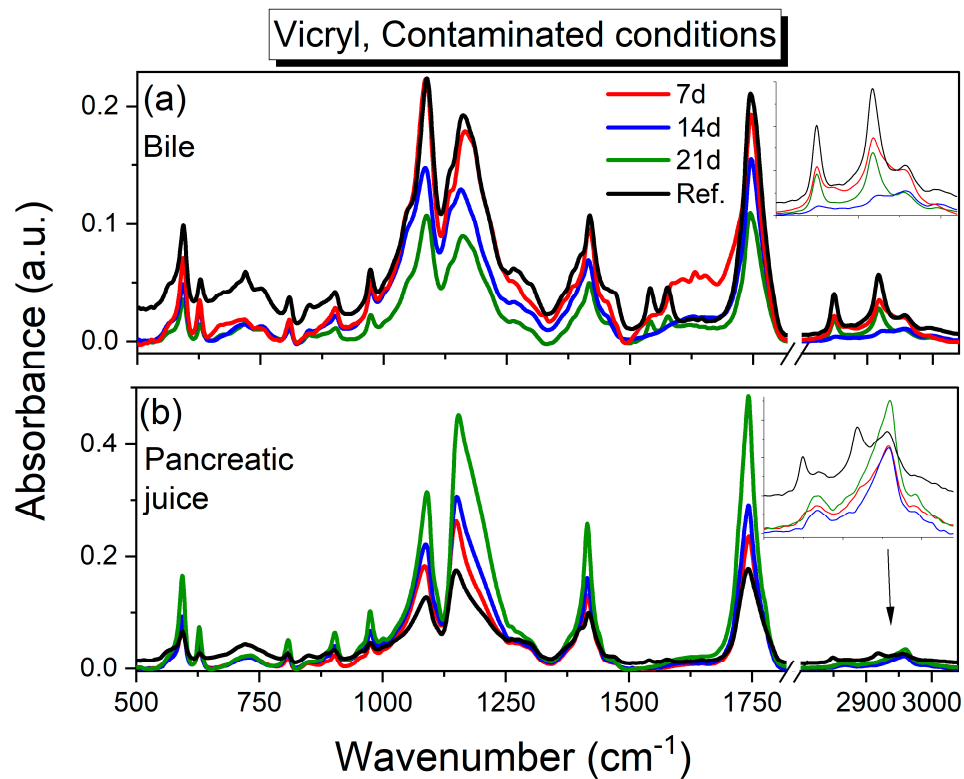 Vicryl, Contaminated conditions
(a)
Bile
7d
14d
21d
Ref.
0.2
0.1
0.0
(b)
Pancreatic
juice
0.4
0.2
0.0
Absorbance (a.u.)
500 750 1000 1250 1500 1750 2900 3000
Wavenumber (cm⁻¹)